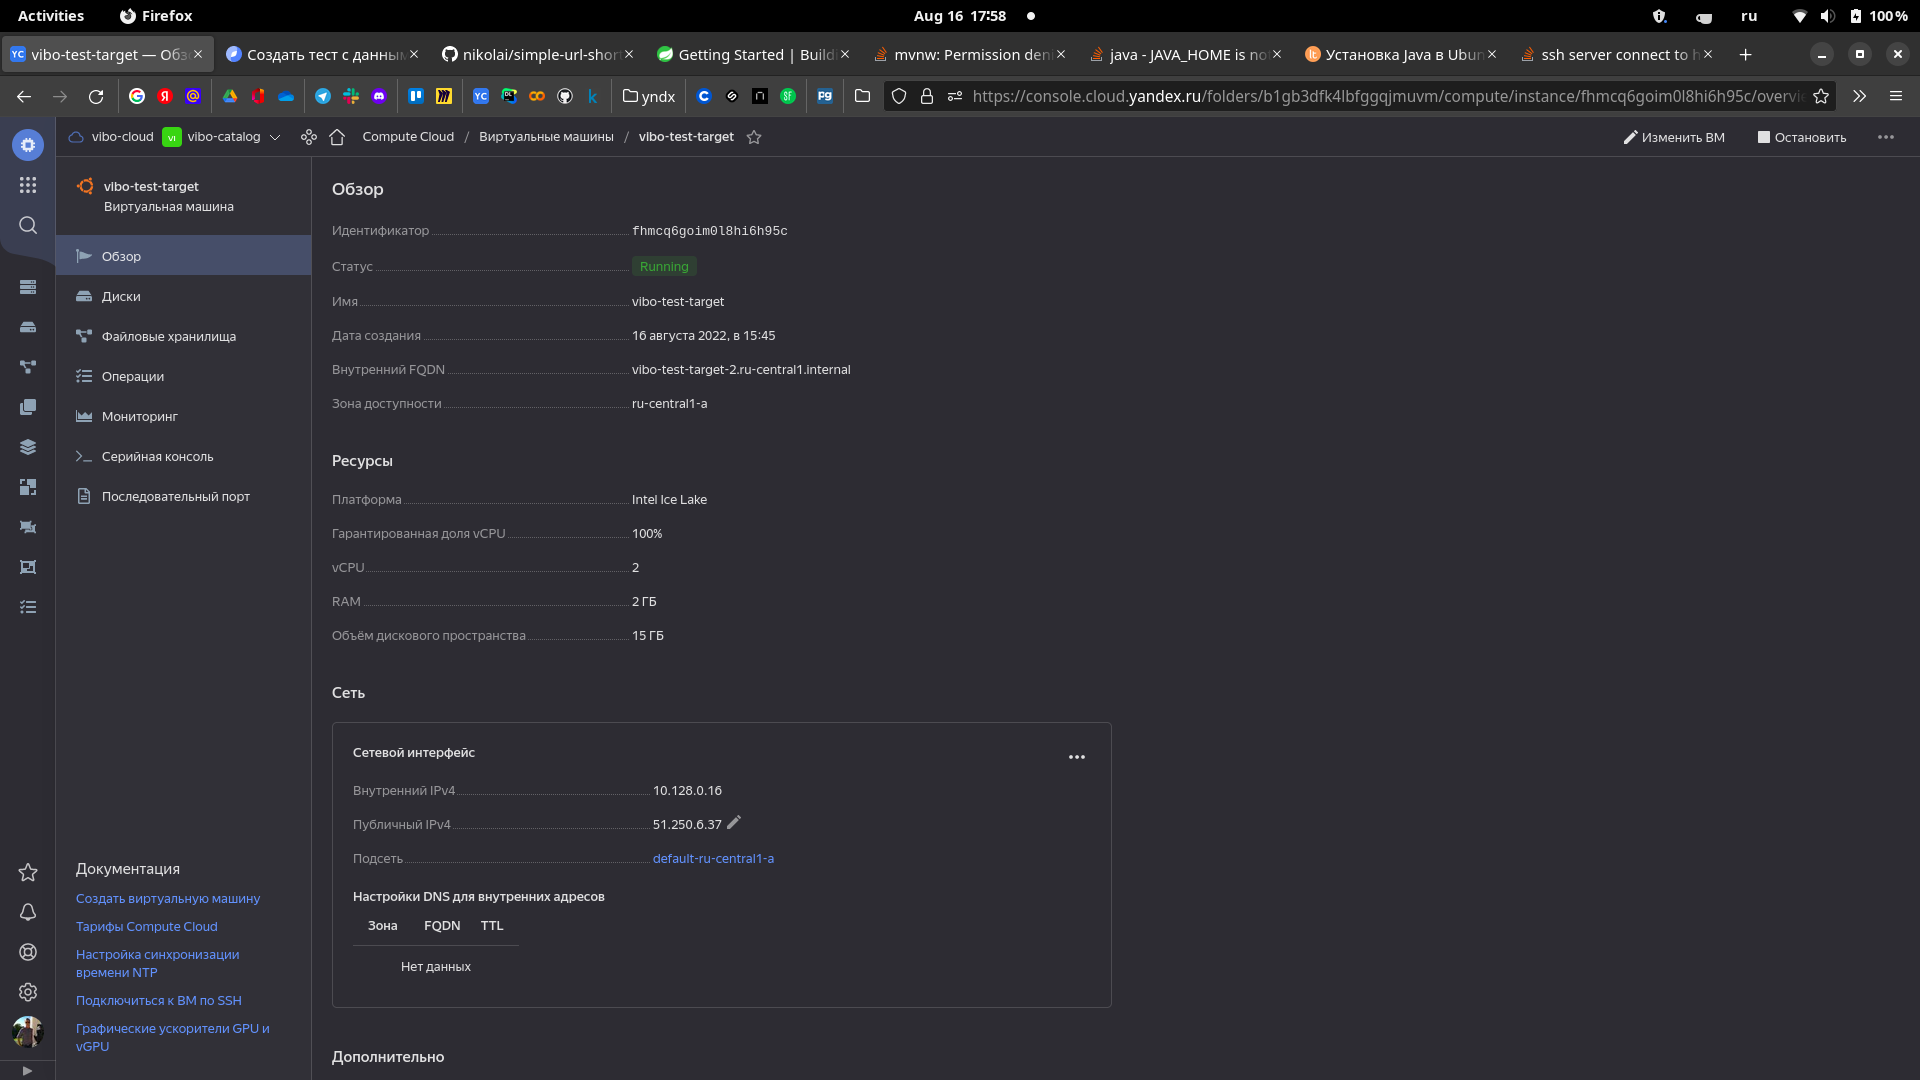 Activities
Firefox
Aug 16 17:58
ru
100 %
vibo-test-target — Обз
Создать тест с данным
nikolai/simple-url-shor
Getting Started | Buildi
mvnw: Permission deni
java - JAVA_HOME is no
Установка Java в Ubun
ssh server connect to h
yndx
https://console.cloud.yandex.ru/folders/b1gb3dfk4lbfggqjmuvm/compute/instance/fhmcq6goim0l8hi6h95c/overvie
vibo-cloud
vibo-catalog
Compute Cloud / Виртуальные машины / vibo-test-target
Изменить ВМ
Остановить
vibo-test-target
Виртуальная машина
Обзор
Диски
Файловые хранилища
Операции
Мониторинг
Серийная консоль
Последовательный порт
Документация
Создать виртуальную машину
Тарифы Compute Cloud
Настройка синхронизации
времени NTP
Подключиться к ВМ по SSH
Графические ускорители GPU и
vGPU
Обзор
Идентификатор fhmcq6goim0l8hi6h95c
Статус Running
Имя vibo-test-target
Дата создания 16 августа 2022, в 15:45
Внутренний FQDN vibo-test-target-2.ru-central1.internal
Зона доступности ru-central1-a
Ресурсы
Платформа Intel Ice Lake
Гарантированная доля vCPU 100%
vCPU 2
RAM 2 ГБ
Объём дискового пространства 15 ГБ
Сеть
Сетевой интерфейс
Внутренний IPv4 10.128.0.16
Публичный IPv4 51.250.6.37
Подсеть default-ru-central1-a
Настройки DNS для внутренних адресов
Зона FQDN TTL
Нет данных
Дополнительно